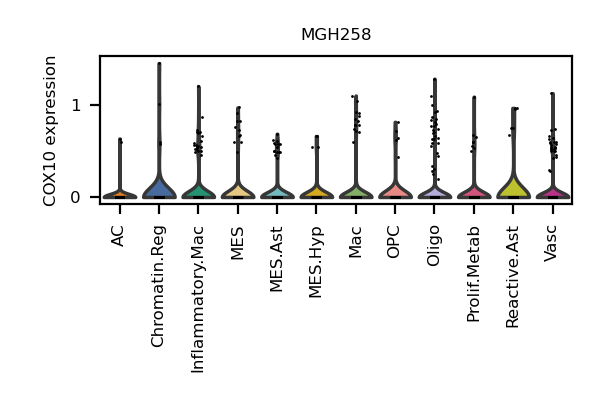 MGH258
COX10 expression
1
0
AC
Chromatin.Reg
Inflammatory.Mac
MES
MES.Ast
MES.Hyp
Mac
OPC
Oligo
Prolif.Metab
Reactive.Ast
Vasc